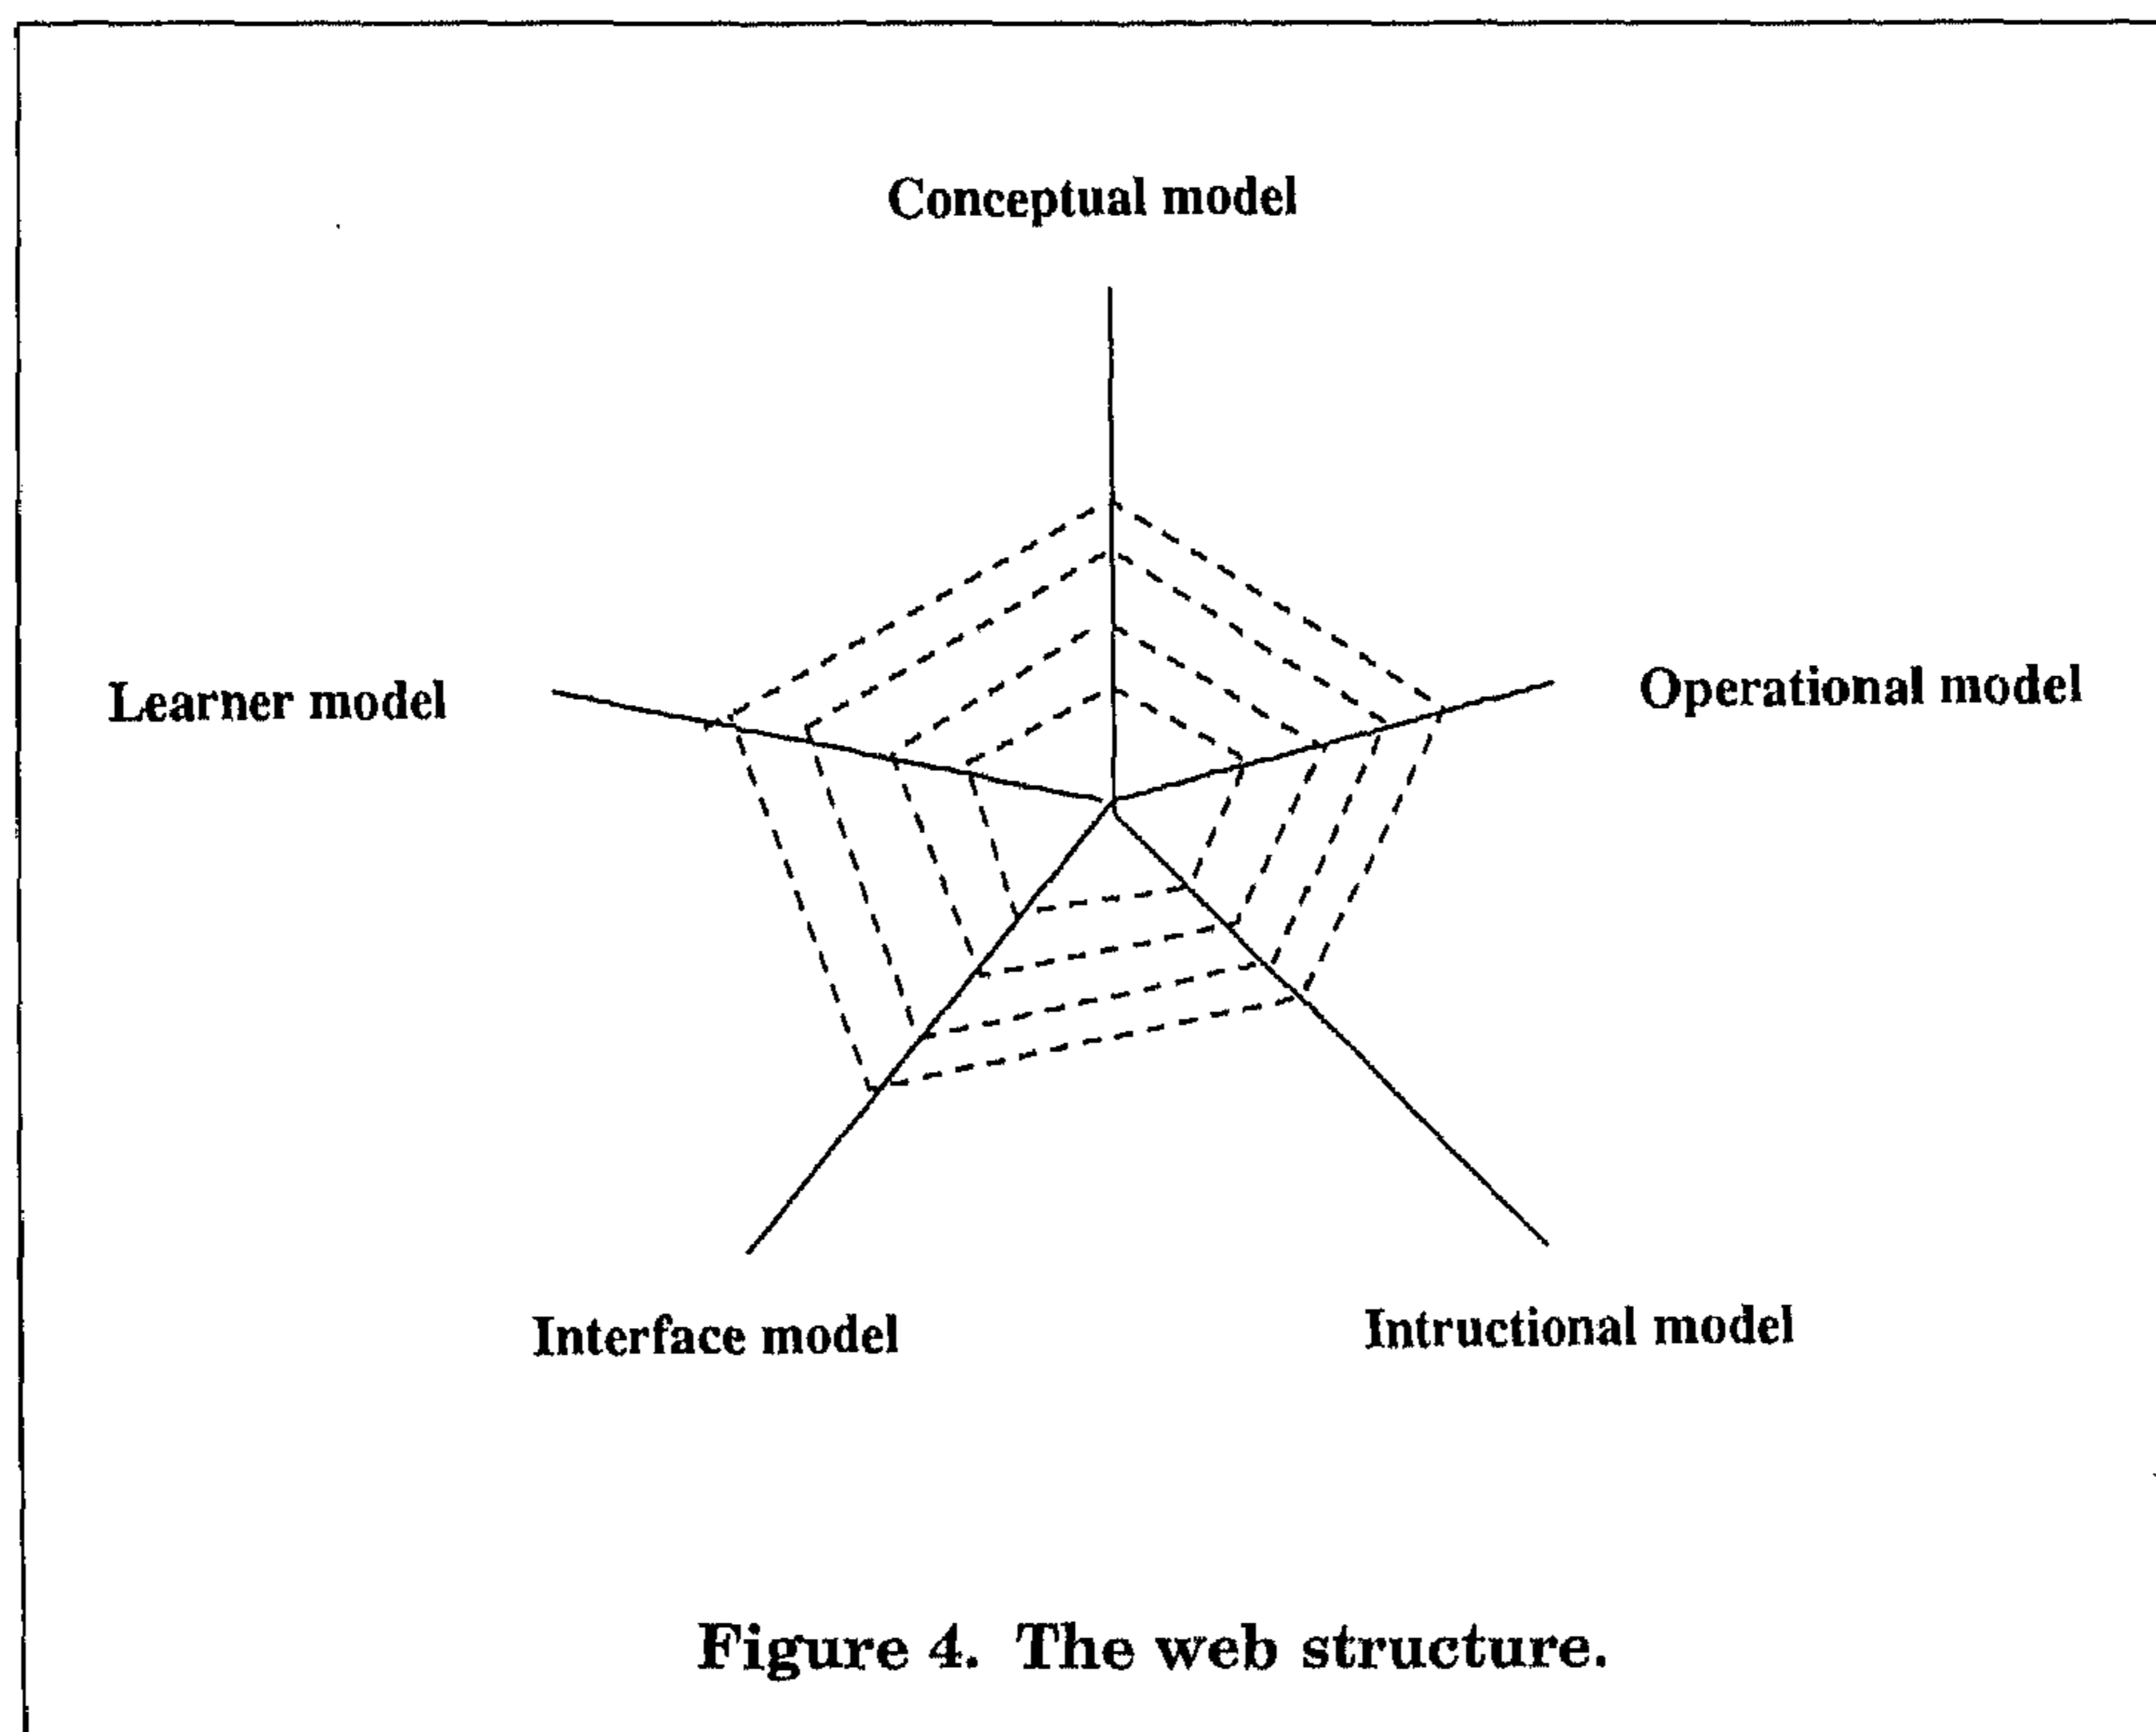 Conceptual model
Learner model
Operational model
Interface model
Intructional model
Figure 4. The web structure.